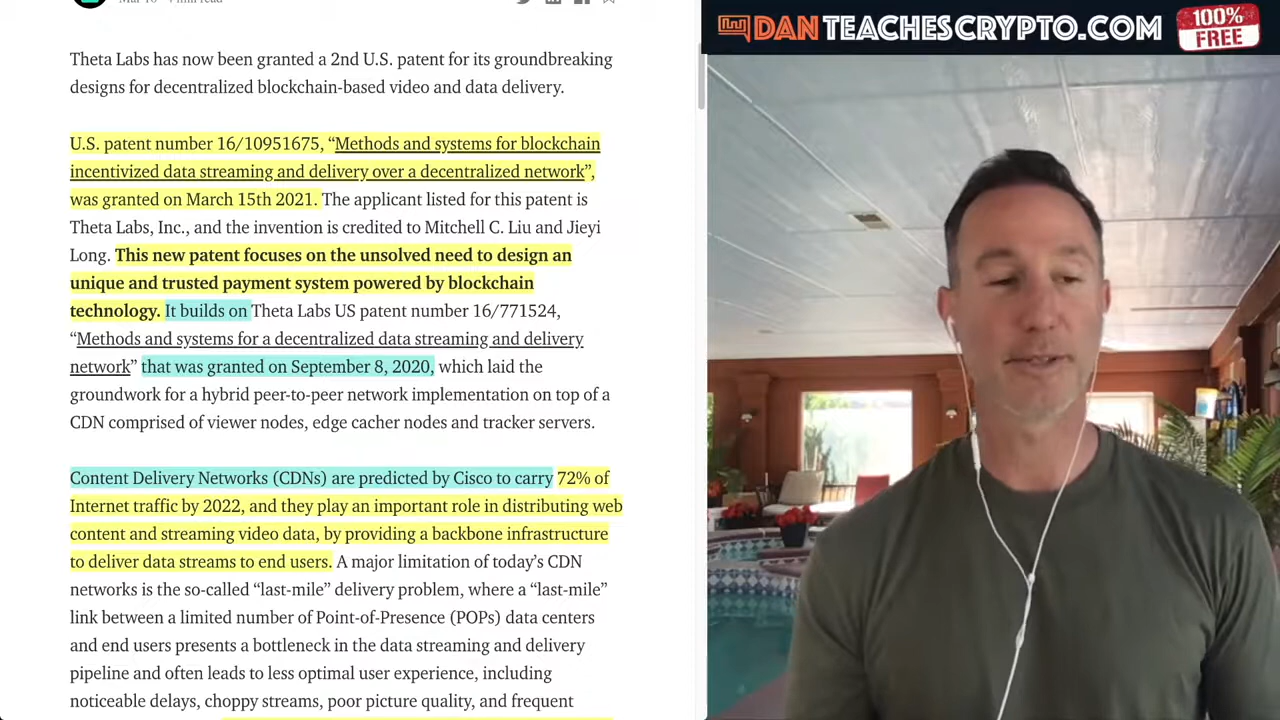 Theta Labs has now been granted a 2nd U.S. patent for its groundbreaking
designs for decentralized blockchain-based video and data delivery.
U.S. patent number 16/10951675, “Methods and systems for blockchain
incentivized data streaming and delivery over a decentralized network”,
was granted on March 15th 2021. The applicant listed for this patent is
Theta Labs, Inc., and the invention is credited to Mitchell C. Liu and Jieyi
Long. This new patent focuses on the unsolved need to design an
unique and trusted payment system powered by blockchain
technology. It builds on Theta Labs US patent number 16/771524,
“Methods and systems for a decentralized data streaming and delivery
network” that was granted on September 8, 2020, which laid the
groundwork for a hybrid peer-to-peer network implementation on top of a
CDN comprised of viewer nodes, edge cacher nodes and tracker servers.
Content Delivery Networks (CDNs) are predicted by Cisco to carry 72% of
Internet traffic by 2022, and they play an important role in distributing web
content and streaming video data, by providing a backbone infrastructure
to deliver data streams to end users. A major limitation of today’s CDN
networks is the so-called “last-mile” delivery problem, where a “last-mile”
link between a limited number of Point-of-Presence (POPs) data centers
and end users presents a bottleneck in the data streaming and delivery
pipeline and often leads to less optimal user experience, including
noticeable delays, choppy streams, poor picture quality, and frequent
DANTEACHESCRYPTO.COM
100%
FREE